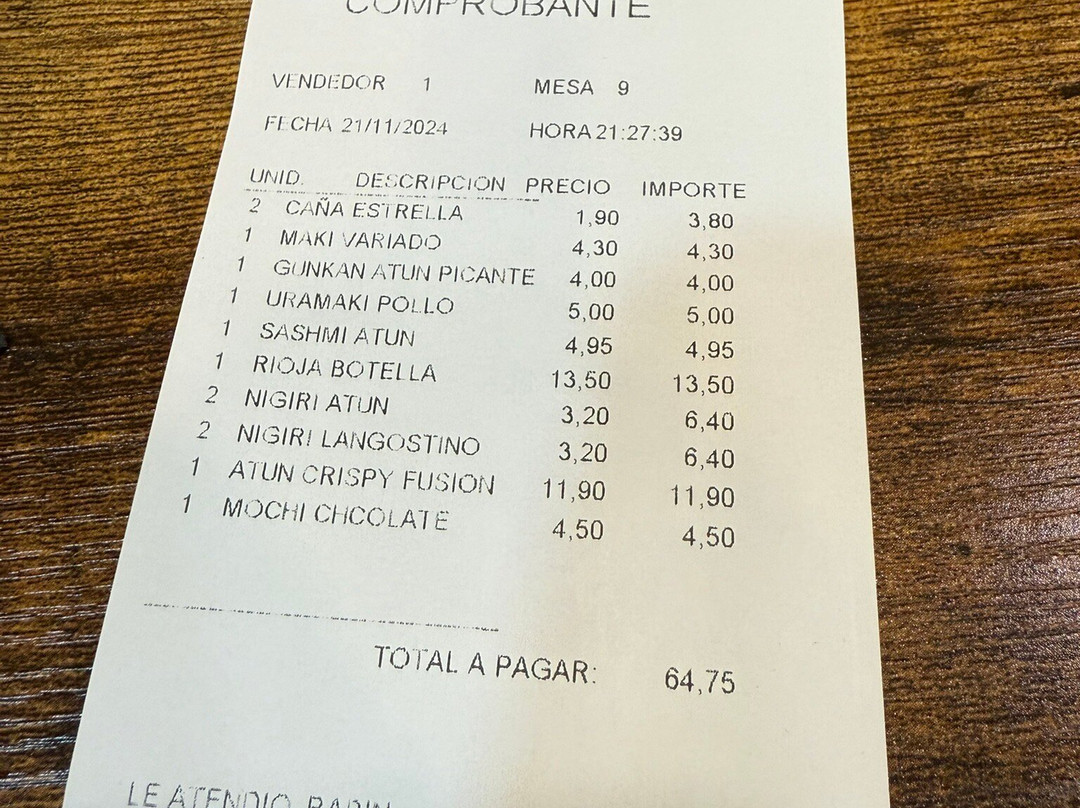 COMPROBANTE
VENDEDOR 1 MESA 9
FECHA 21/11/2024 HORA 21:27:39
UNID. DESCRIPCION PRECIO IMPORTE
2 CAÑA ESTRELLA 1,90 3,80
1 MAKI VARIADO 4,30 4,30
1 GUNKAN ATUN PICANTE 4,00 4,00
1 URAMAKI POLLO 5,00 5,00
1 SASHMI ATUN 4,95 4,95
1 RIOJA BOTELLA 13,50 13,50
2 NIGIRI ATUN 3,20 6,40
2 NIGIRI LANGOSTINO 3,20 6,40
1 ATUN CRISPY FUSION 11,90 11,90
1 MOCHI CHCOLATE 4,50 4,50
TOTAL A PAGAR: 64,75
LE ATENDIO